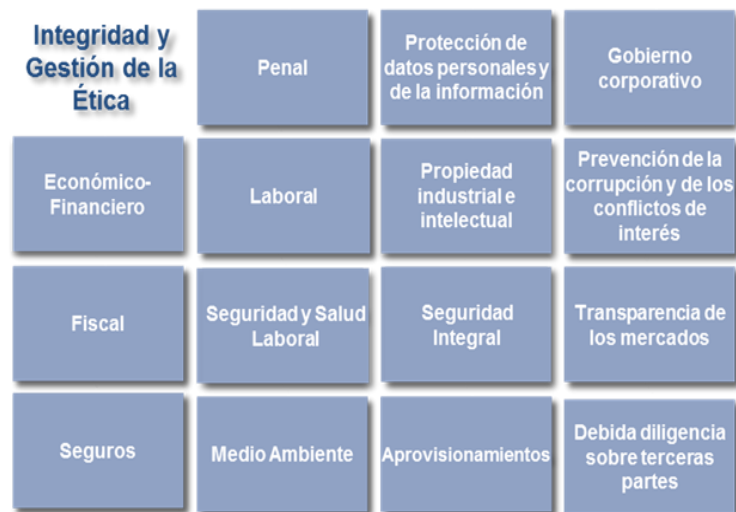 Integridad y
Gestión de la
Ética
Penal
Protección de
datos personales y
de la información
Gobierno
corporativo
Económico-
Financiero
Laboral
Propiedad
industrial e
intelectual
Prevención de la
corrupción y de los
conflictos de
interés
Fiscal
Seguridad y Salud
Laboral
Seguridad
Integral
Transparencia de
los mercados
Seguros
Medio Ambiente
Aprovisionamientos
Debida diligencia
sobre terceras
partes